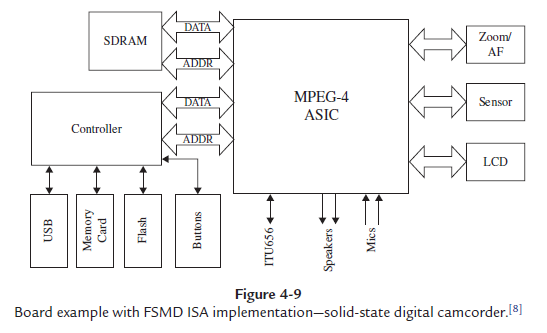 SDRAM
DATA
ADDR
DATA
ADDR
Controller
MPEG-4
ASIC
Zoom/
AF
Sensor
LCD
USB
Memory
Card
Flash
Buttons
ITU656
Speakers
Mics
Figure 4-9
Board example with FSMD ISA implementation—solid-state digital camcorder.[8]